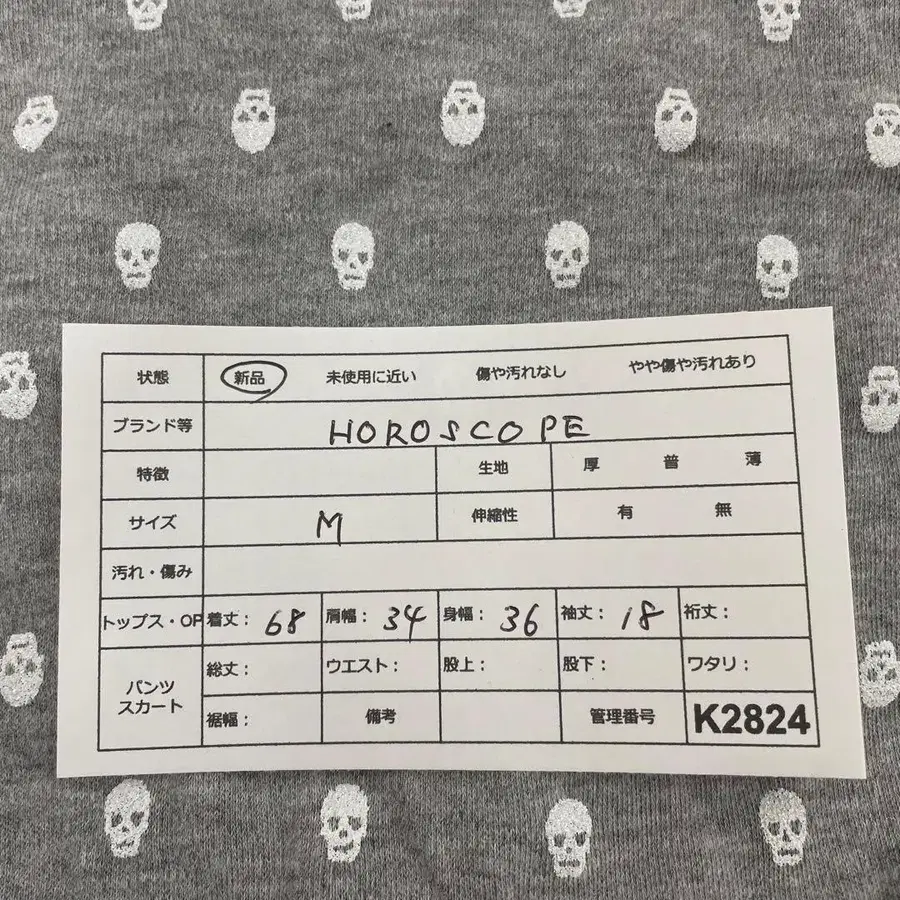 状態 新品 未使用に近い 傷や汚れなし やや傷や汚れあり
ブランド等 HOROSCOPE
特徴 生地 厚 普 薄
サイズ M 伸縮性 有 無
汚れ・傷み
トップス・OP 着丈： 68 肩幅： 34 身幅： 36 袖丈： 18 裄丈：
パンツ
スカート
総丈： ウエスト： 股上： 股下： ワタリ：
裾幅： 備考 管理番号 K2824